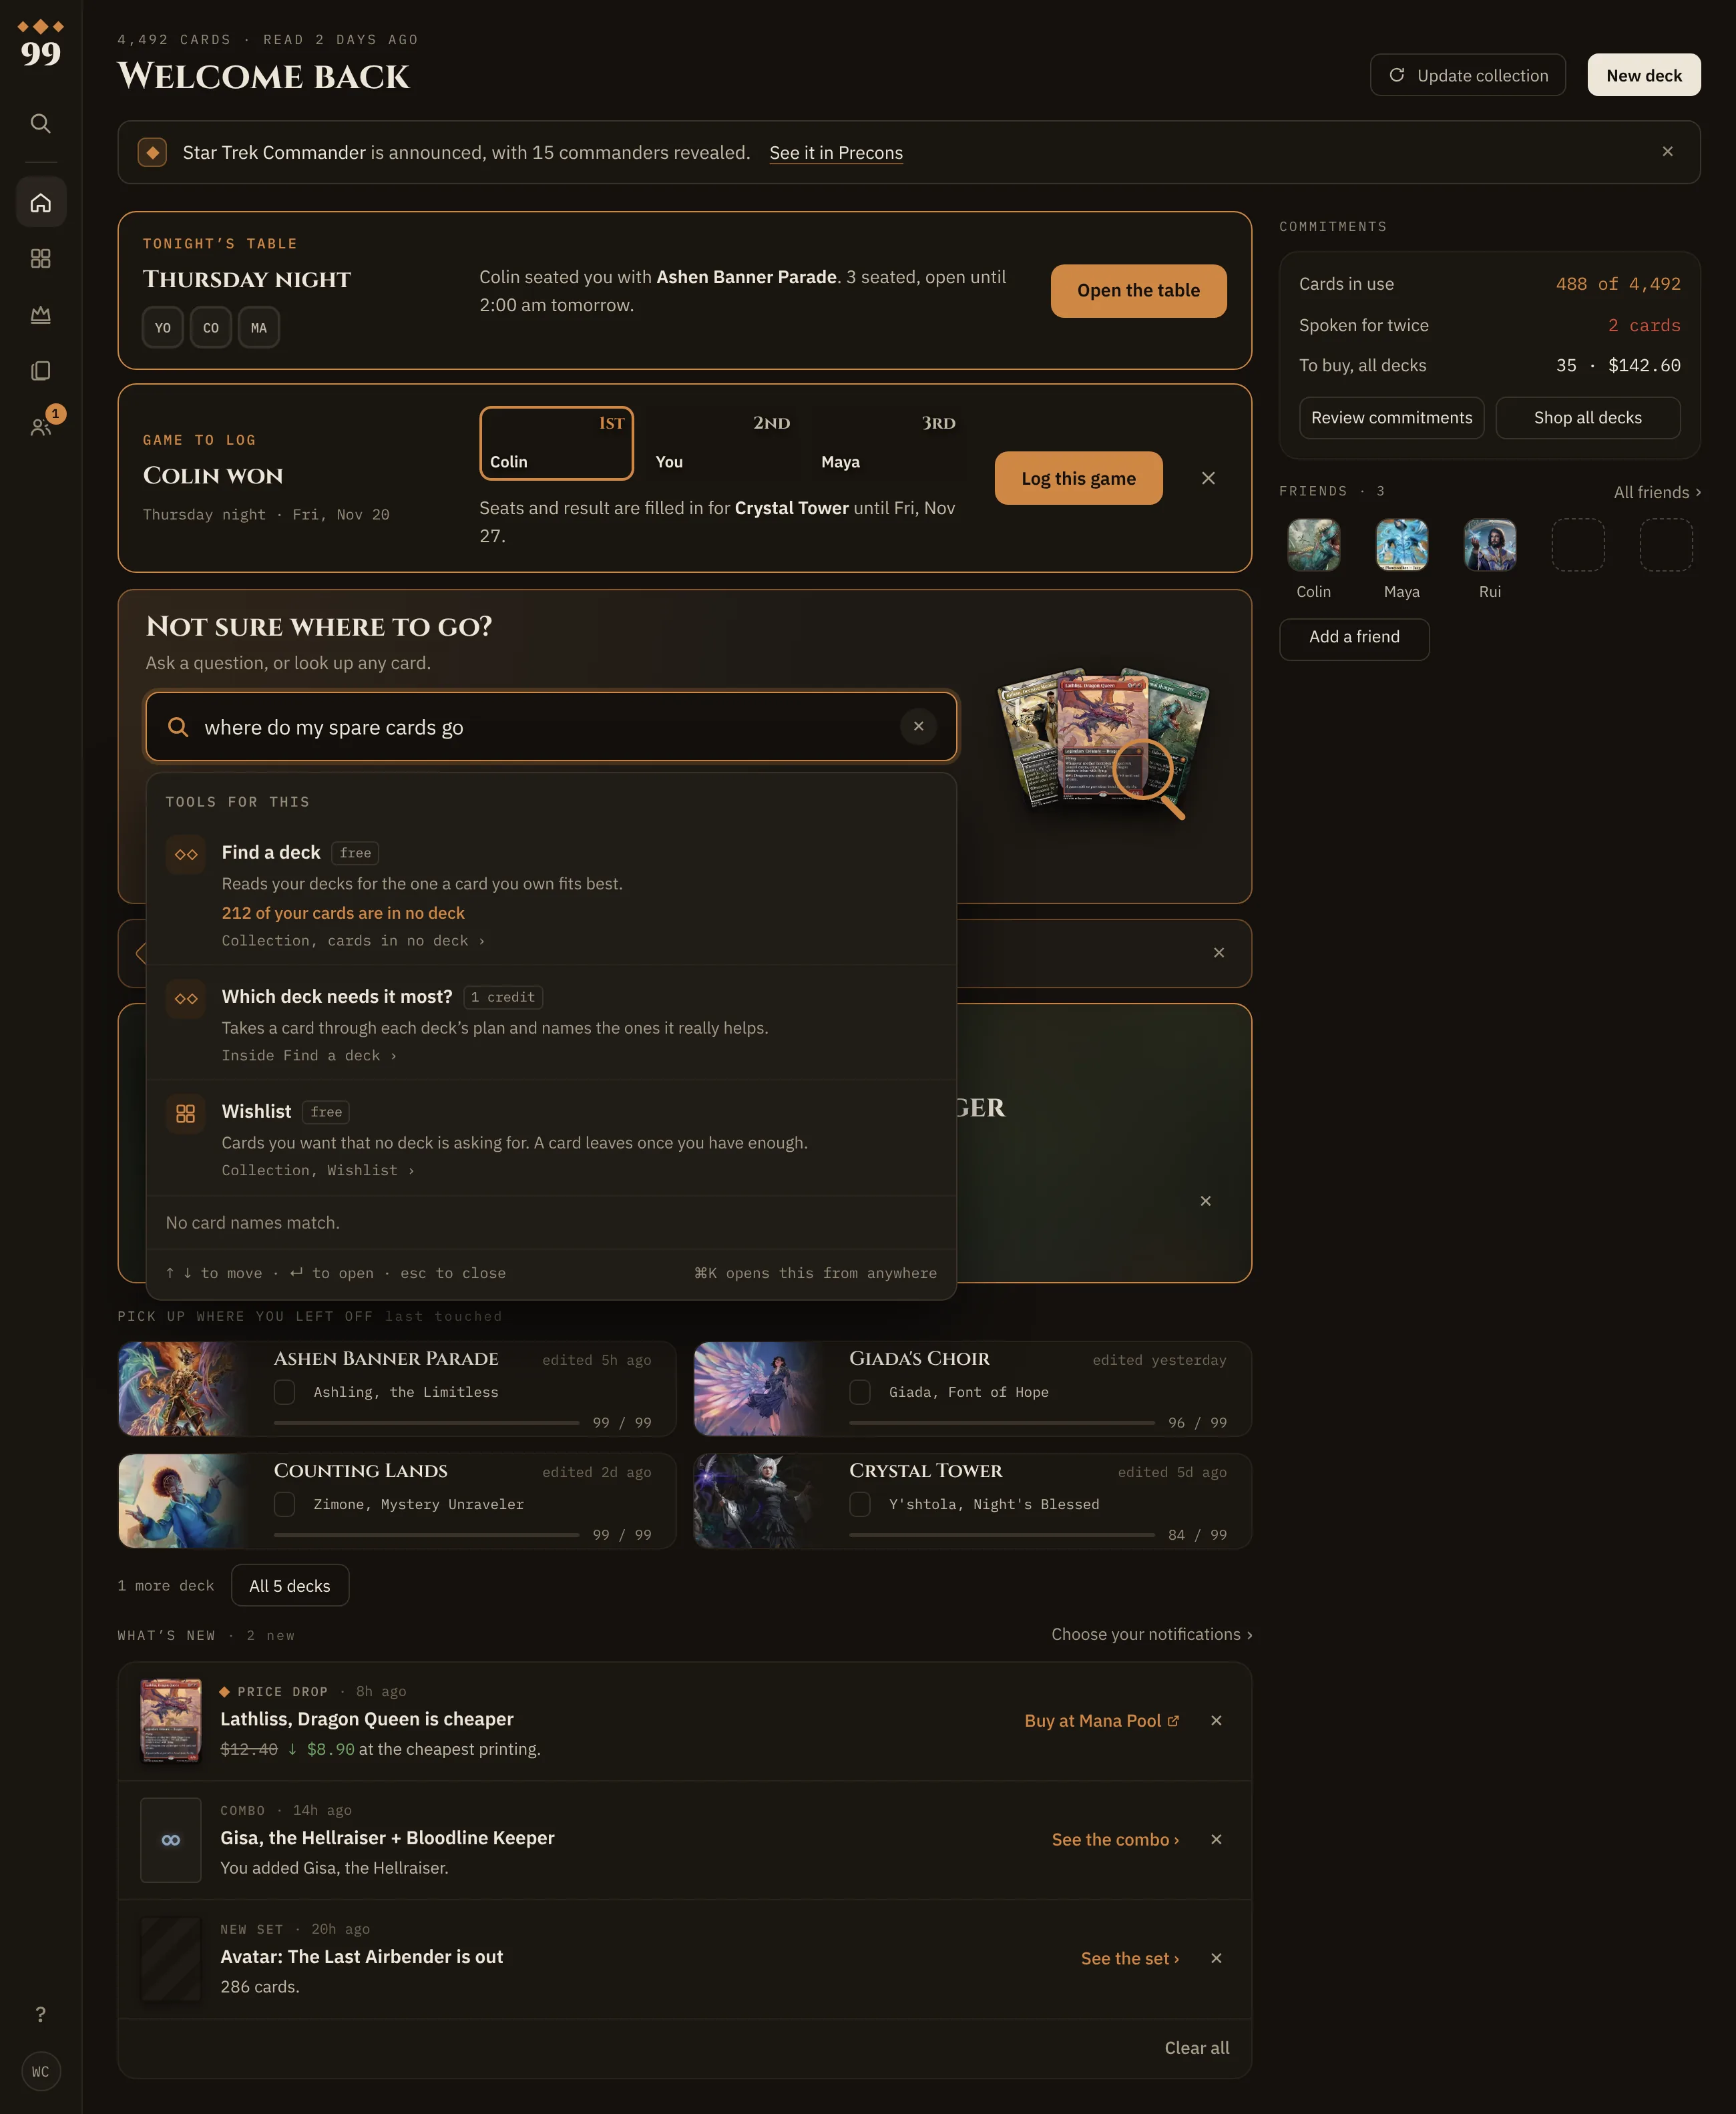 99
4,492 CARDS · READ 2 DAYS AGO
WELCOME BACK
Update collection
New deck
Star Trek Commander is announced, with 15 commanders revealed. See it in Precons
TONIGHT’S TABLE
THURSDAY NIGHT
YO CO MA
Colin seated you with Ashen Banner Parade. 3 seated, open until
2:00 am tomorrow.
Open the table
GAME TO LOG
COLIN WON
Thursday night · Fri, Nov 20
1ST
Colin
2ND
You
3RD
Maya
Seats and result are filled in for Crystal Tower until Fri, Nov
27.
Log this game
COMMITMENTS
Cards in use 488 of 4,492
Spoken for twice 2 cards
To buy, all decks 35 · $142.60
Review commitments
Shop all decks
FRIENDS · 3
All friends ›
Colin
Maya
Rui
Add a friend
1
NOT SURE WHERE TO GO?
Ask a question, or look up any card.
where do my spare cards go
Lathliss, Dragon Queen
TOOLS FOR THIS
Find a deck free
Reads your decks for the one a card you own fits best.
212 of your cards are in no deck
Collection, cards in no deck ›
Which deck needs it most? 1 credit
Takes a card through each deck’s plan and names the ones it really helps.
Inside Find a deck ›
Wishlist free
Cards you want that no deck is asking for. A card leaves once you have enough.
Collection, Wishlist ›
No card names match.
↑ ↓ to move · ↵ to open · esc to close
⌘K opens this from anywhere
GER
PICK UP WHERE YOU LEFT OFF last touched
ASHEN BANNER PARADE edited 5h ago
Ashling, the Limitless
99 / 99
GIADA'S CHOIR edited yesterday
Giada, Font of Hope
96 / 99
COUNTING LANDS edited 2d ago
Zimone, Mystery Unraveler
99 / 99
CRYSTAL TOWER edited 5d ago
Y'shtola, Night's Blessed
84 / 99
1 more deck
All 5 decks
WHAT’S NEW · 2 new
Choose your notifications ›
PRICE DROP · 8h ago
Lathliss, Dragon Queen is cheaper
$12.40 ↓ $8.90 at the cheapest printing.
Buy at Mana Pool
COMBO · 14h ago
Gisa, the Hellraiser + Bloodline Keeper
You added Gisa, the Hellraiser.
See the combo ›
NEW SET · 20h ago
Avatar: The Last Airbender is out
286 cards.
See the set ›
Clear all
?
WC